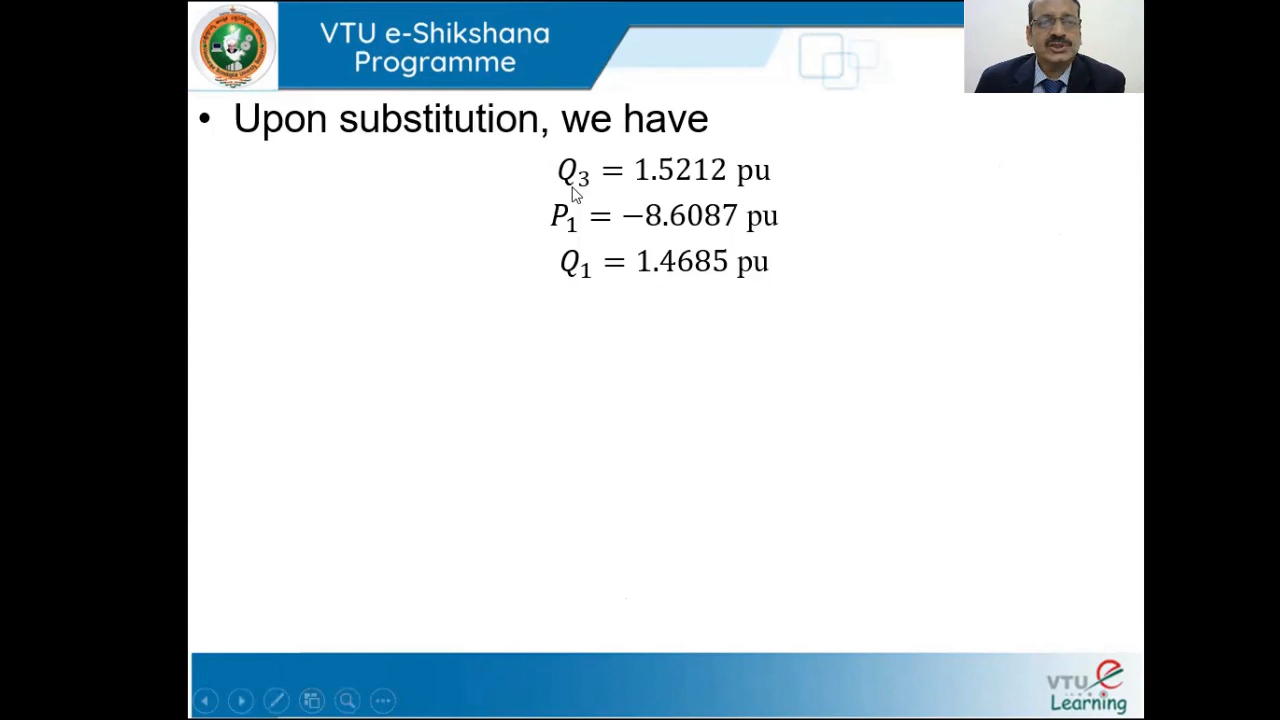 VTU e-Shikshana
Programme
• Upon substitution, we have
Q₃ = 1.5212 pu
P₁ = −8.6087 pu
Q₁ = 1.4685 pu
VTU e
Learning